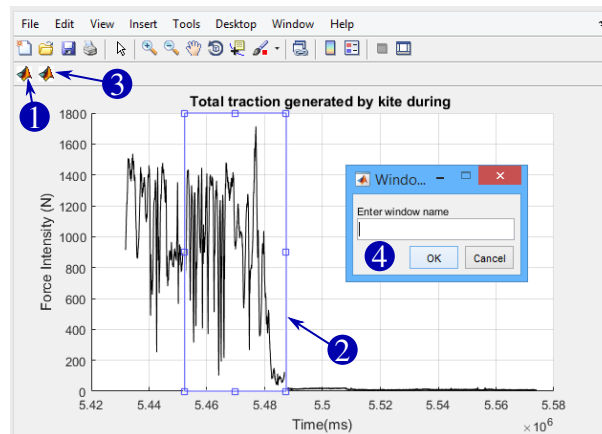 File Edit View Insert Tools Desktop Window Help
1
3
Total traction generated by kite during
Force Intensity (N)
1800
1600
1400
1200
1000
800
600
400
200
0
5.42 5.44 5.46 5.48 5.5 5.52 5.54 5.56 5.58
Time(ms)
× 10^6
2
Windo...
Enter window name
4
OK Cancel